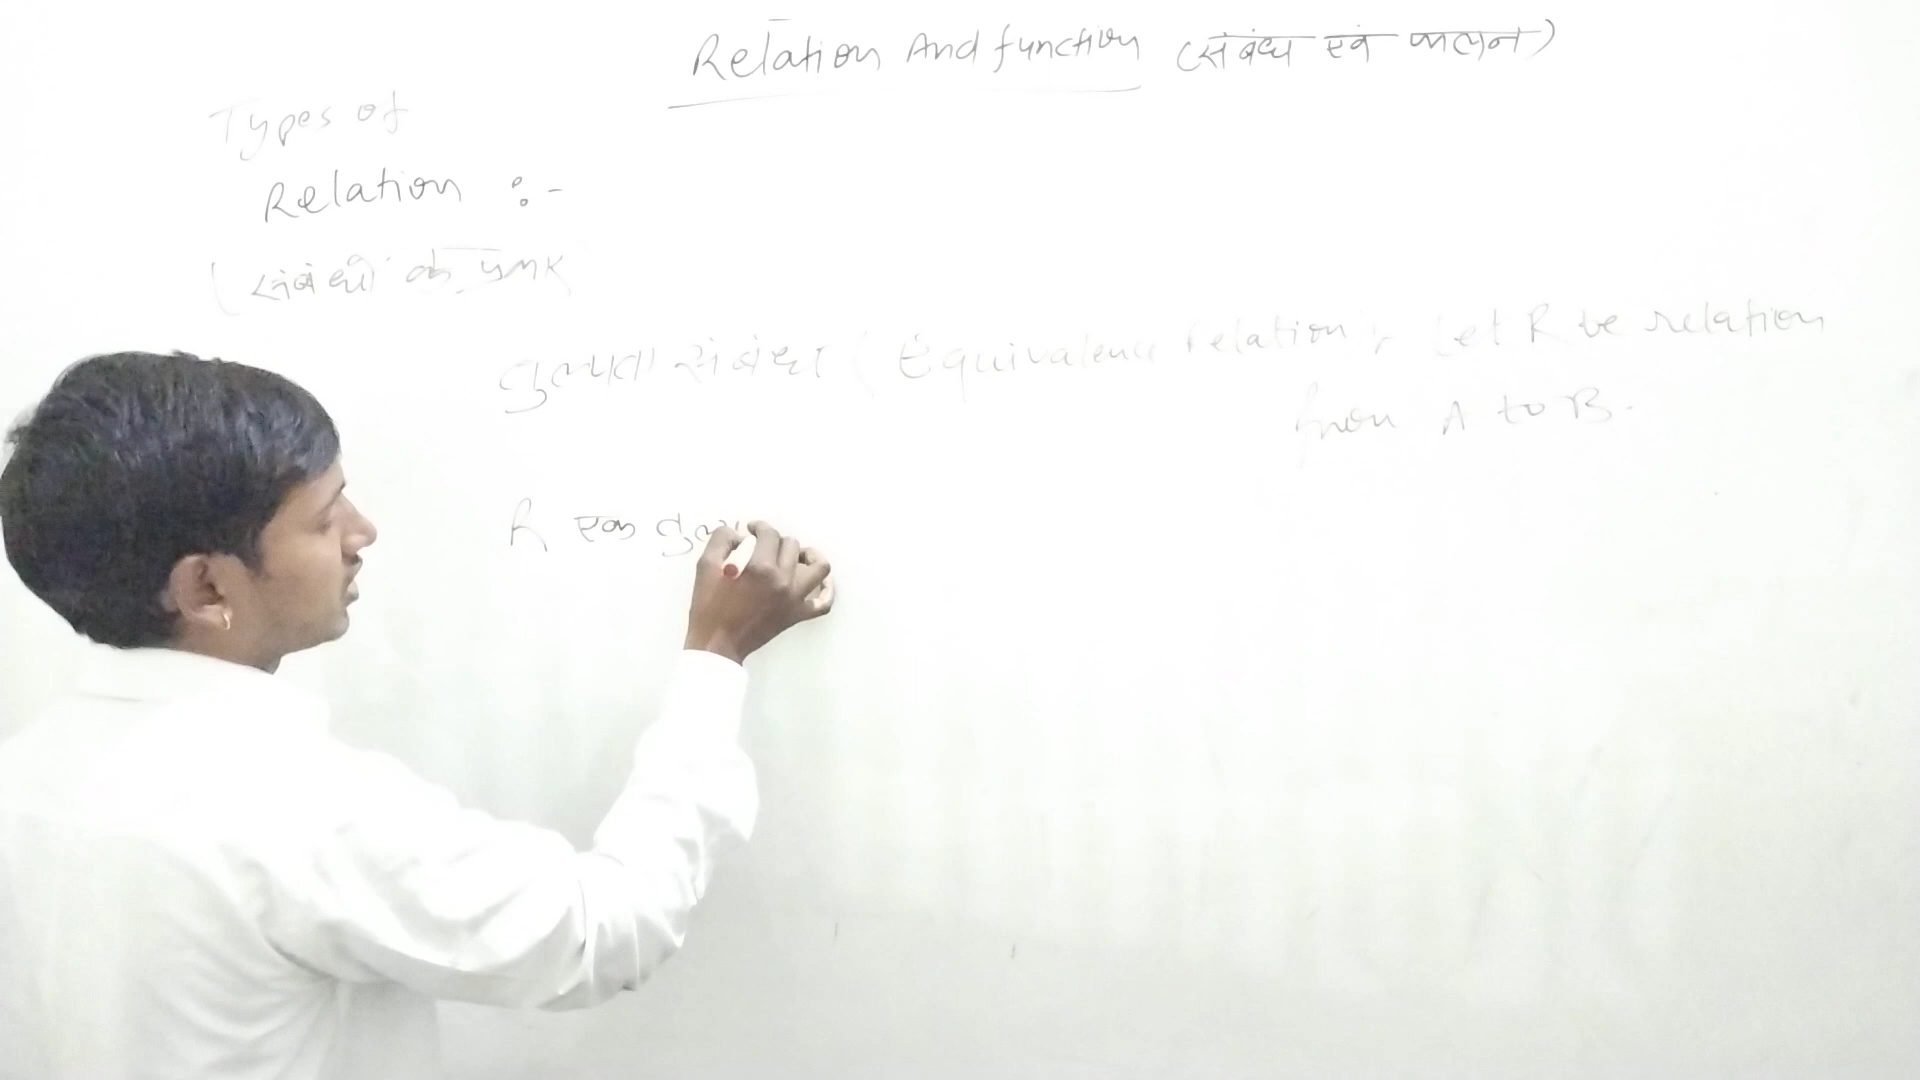 Relation And function (संबंध एवं फलन)
Types of
Relation :-
(संबंधों के प्रकार
तुल्यता संबंध (Equivalence relation), Let R be relation
from A to B.
R एक